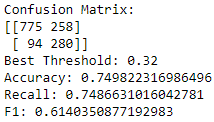 Confusion Matrix:
[[775 258]
 [ 94 280]]
Best Threshold: 0.32
Accuracy: 0.749822316986496
Recall: 0.7486631016042781
F1: 0.6140350877192983